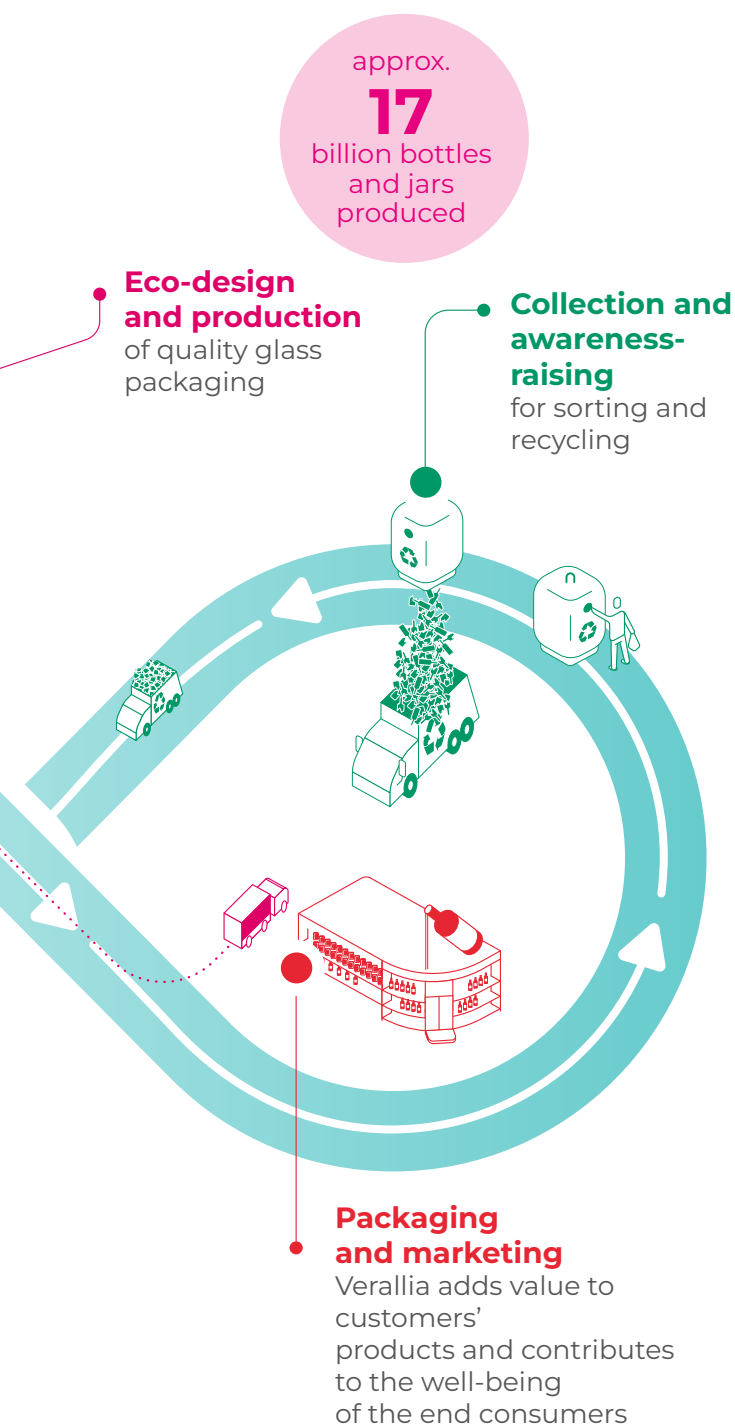 approx.
17
billion bottles
and jars
produced
Eco-design
and production
of quality glass
packaging
Collection and
awareness-
raising
for sorting and
recycling
Packaging
and marketing
Verallia adds value to
customers’
products and contributes
to the well-being
of the end consumers